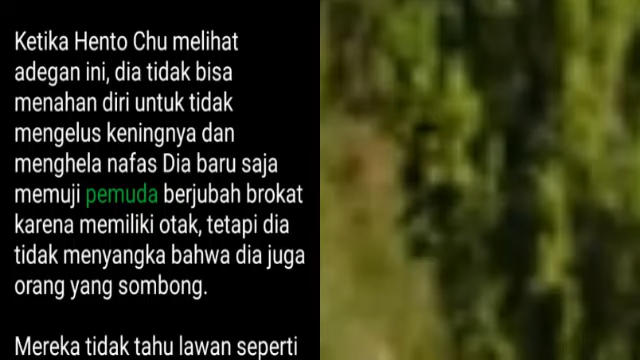 Ketika Hento Chu melihat
adegan ini, dia tidak bisa
menahan diri untuk tidak
mengelus keningnya dan
menghela nafas Dia baru saja
memuji pemuda berjubah brokat
karena memiliki otak, tetapi dia
tidak menyangka bahwa dia juga
orang yang sombong.
Mereka tidak tahu lawan seperti